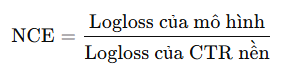 NCE = 
Logloss của mô hình
Logloss của CTR nền